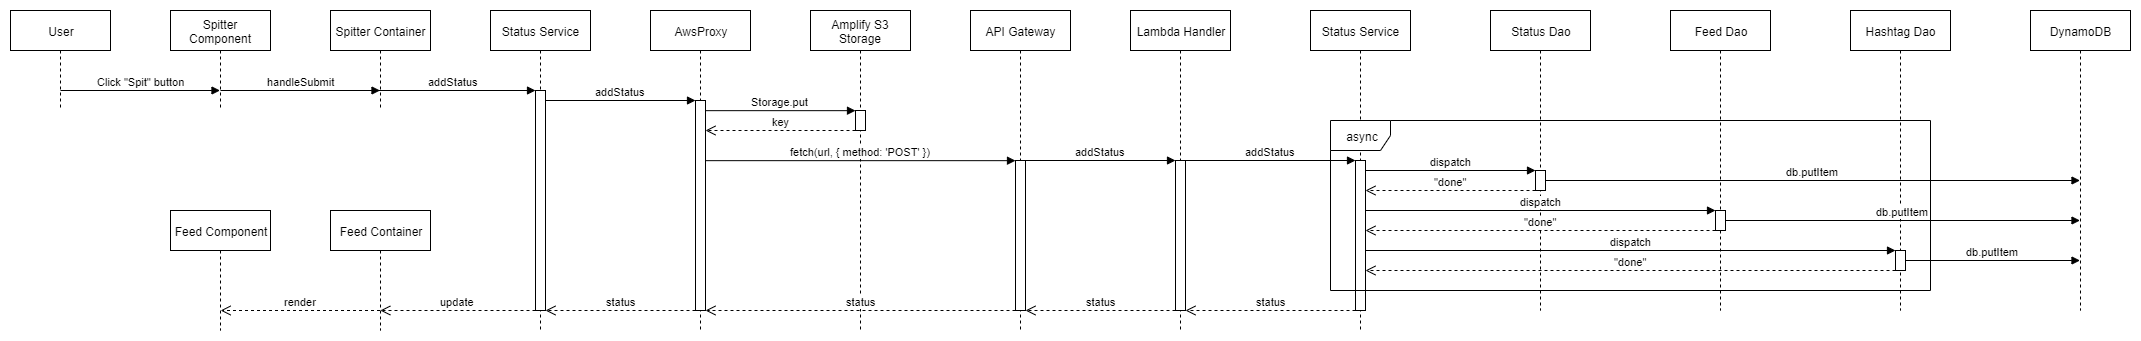 User
Spitter
Component
Spitter Container
Status Service
AwsProxy
Amplify S3
Storage
API Gateway
Lambda Handler
Status Service
Status Dao
Feed Dao
Hashtag Dao
DynamoDB
Click "Spit" button
handleSubmit
addStatus
addStatus
Storage.put
key
async
fetch(url, { method: 'POST' })
addStatus
addStatus
dispatch
db.putItem
"done"
dispatch
db.putItem
"done"
Feed Component
Feed Container
dispatch
db.putItem
"done"
render
update
status
status
status
status